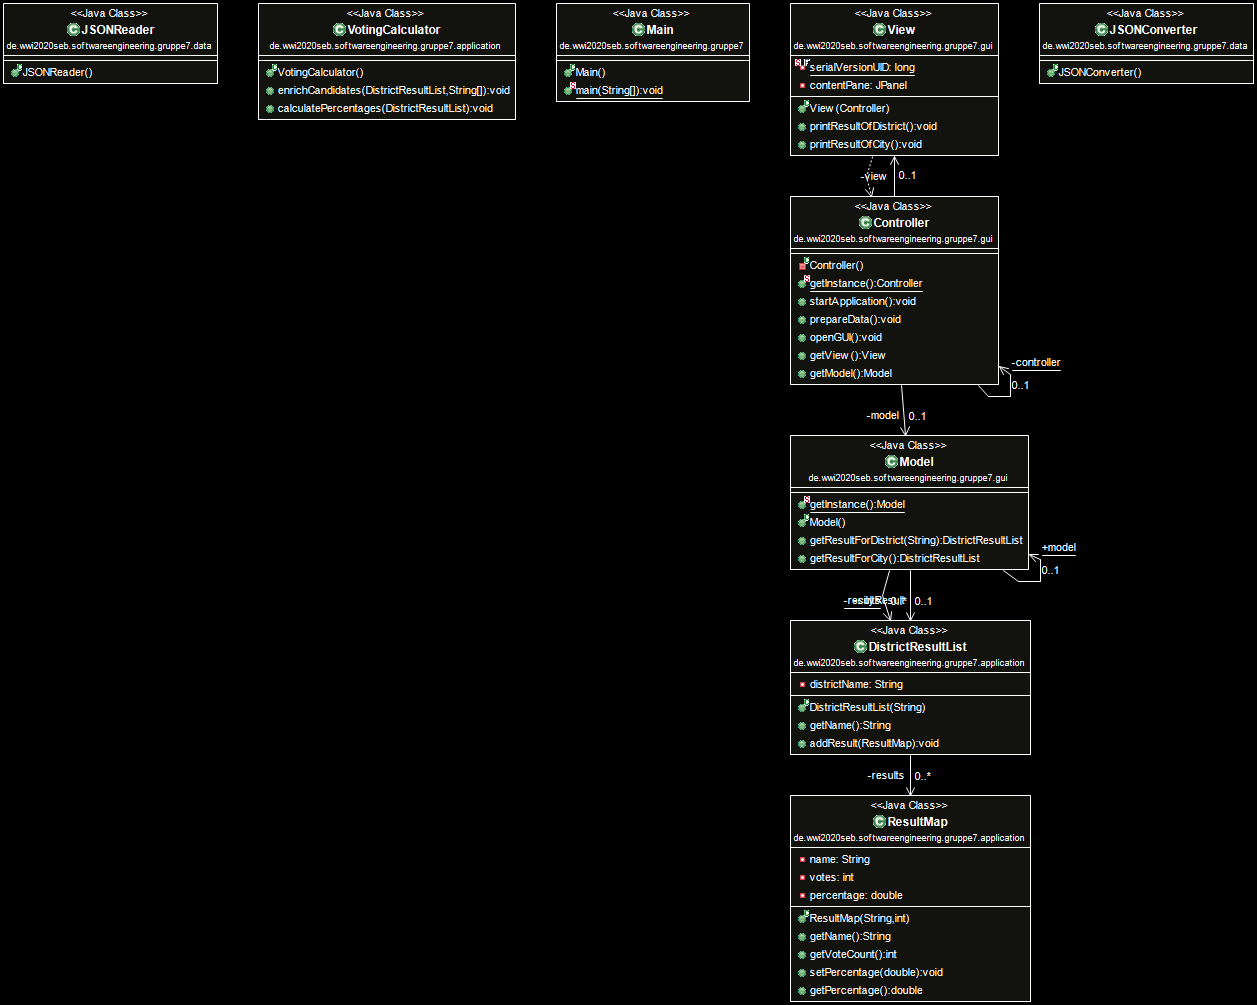 <<Java Class>>
JSONReader
de.wwi2020seb.softwareengineering.gruppe7.data
JSONReader()
<<Java Class>>
VotingCalculator
de.wwi2020seb.softwareengineering.gruppe7.application
VotingCalculator()
enrichCandidates(DistrictResultList,String[]):void
calculatePercentages(DistrictResultList):void
<<Java Class>>
Main
de.wwi2020seb.softwareengineering.gruppe7
Main()
main(String[]):void
<<Java Class>>
View
de.wwi2020seb.softwareengineering.gruppe7.gui
serialVersionUID: long
contentPane: JPanel
View(Controller)
printResultOfDistrict():void
printResultOfCity():void
<<Java Class>>
JSONConverter
de.wwi2020seb.softwareengineering.gruppe7.data
JSONConverter()
-view
0..1
<<Java Class>>
Controller
de.wwi2020seb.softwareengineering.gruppe7.gui
Controller()
getInstance():Controller
startApplication():void
prepareData():void
openGUI():void
getView():View
getModel():Model
-controller
0..1
-model
0..1
<<Java Class>>
Model
de.wwi2020seb.softwareengineering.gruppe7.gui
getInstance():Model
Model()
getResultForDistrict(String):DistrictResultList
getResultForCity():DistrictResultList
+model
0..1
0..*
0..1
<<Java Class>>
DistrictResultList
de.wwi2020seb.softwareengineering.gruppe7.application
districtName: String
DistrictResultList(String)
getName():String
addResult(ResultMap):void
-results
0..*
<<Java Class>>
ResultMap
de.wwi2020seb.softwareengineering.gruppe7.application
name: String
votes: int
percentage: double
ResultMap(String,int)
getName():String
getVoteCount():int
setPercentage(double):void
getPercentage():double